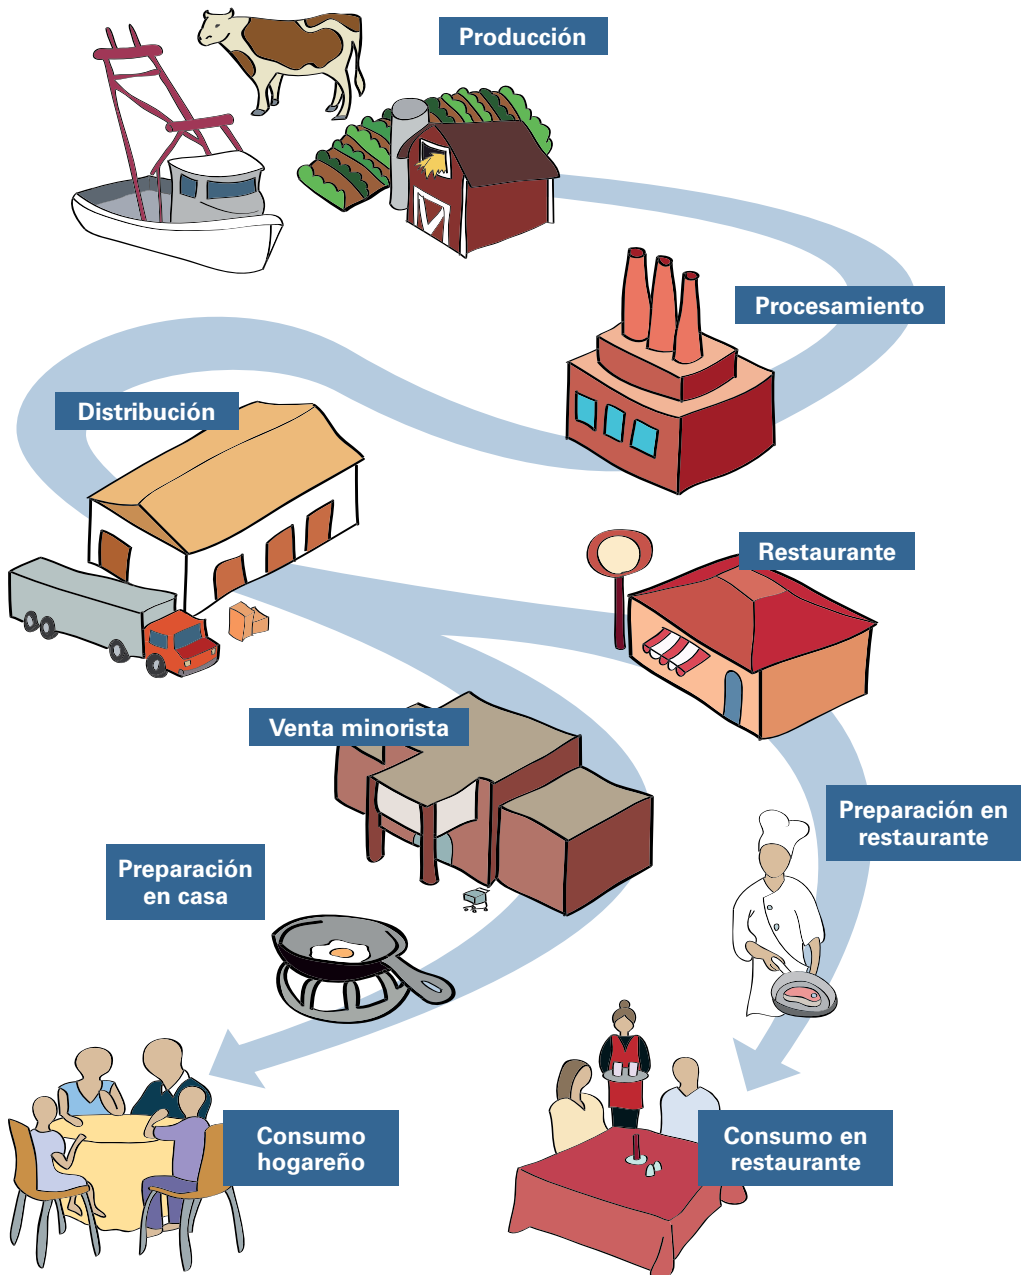 Producción
Procesamiento
Distribución
Restaurante
Venta minorista
Preparación en
restaurante
Preparación
en casa
Consumo
hogareño
Consumo en
restaurante